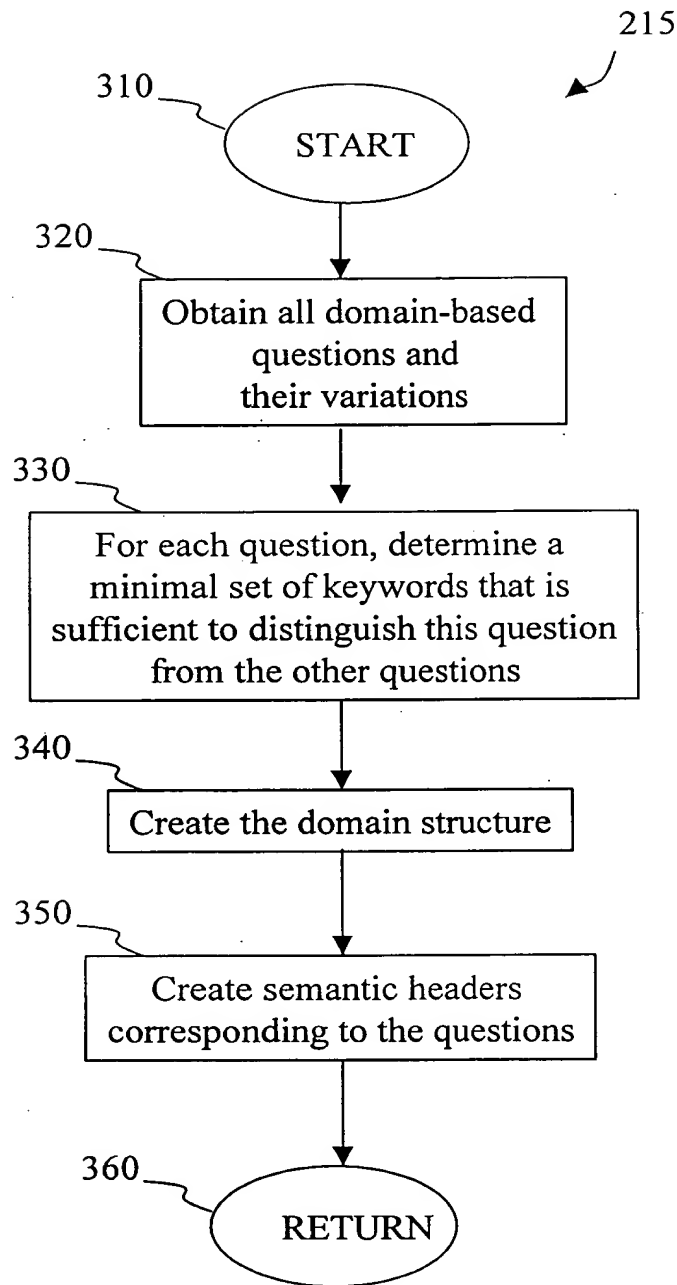 215
310
START
320
Obtain all domain-based
questions and
their variations
330
For each question, determine a
minimal set of keywords that is
sufficient to distinguish this question
from the other questions
340
Create the domain structure
350
Create semantic headers
corresponding to the questions
360
RETURN